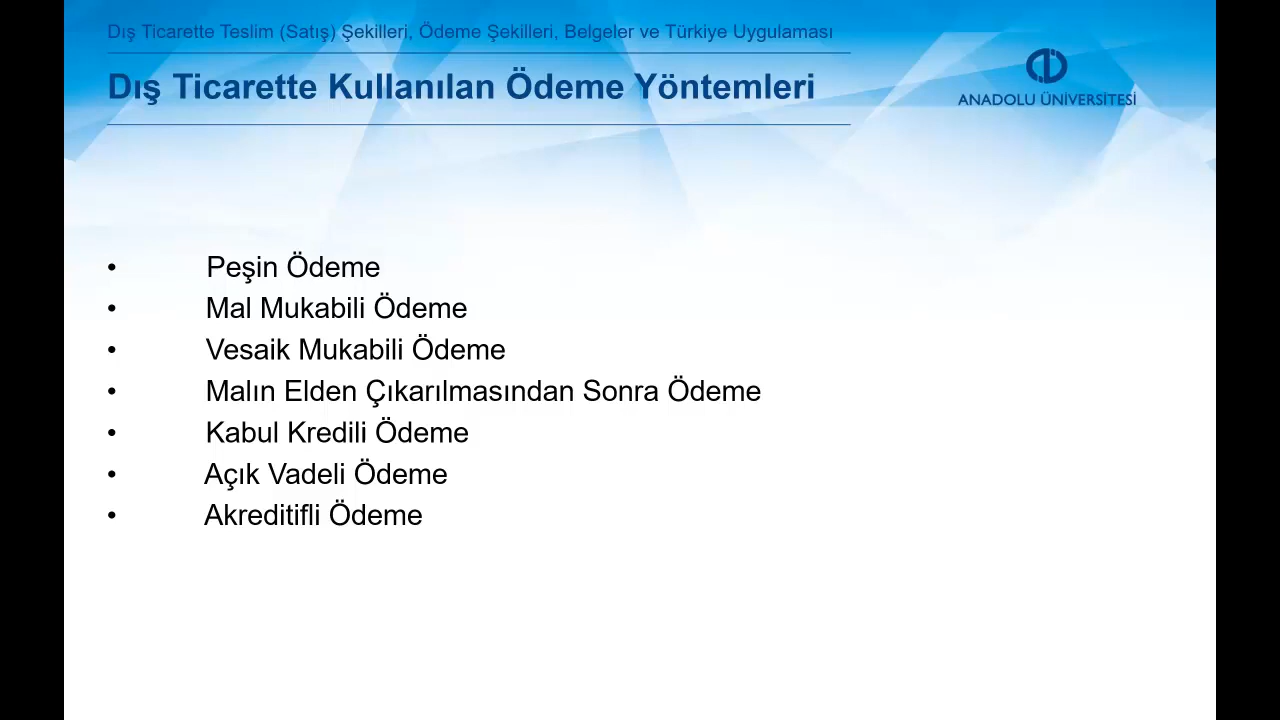 Dış Ticarette Teslim (Satış) Şekilleri, Ödeme Şekilleri, Belgeler ve Türkiye Uygulaması
Dış Ticarette Kullanılan Ödeme Yöntemleri
ANADOLU ÜNİVERSİTESİ
• Peşin Ödeme
• Mal Mukabili Ödeme
• Vesaik Mukabili Ödeme
• Malın Elden Çıkarılmasından Sonra Ödeme
• Kabul Kredili Ödeme
• Açık Vadeli Ödeme
• Akreditifli Ödeme